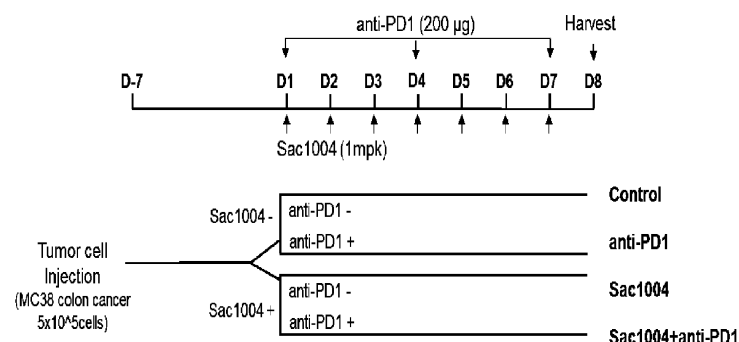 anti-PD1 (200 µg)
Harvest
D-7 D1 D2 D3 D4 D5 D6 D7 D8
Sac1004 (1mpk)
Control
Sac1004 -
anti-PD1 -
anti-PD1 +
anti-PD1
Tumor cell
Injection
(MC38 colon cancer
5x10^5cells)
Sac1004 +
anti-PD1 -
anti-PD1 +
Sac1004
Sac1004+anti-PD1